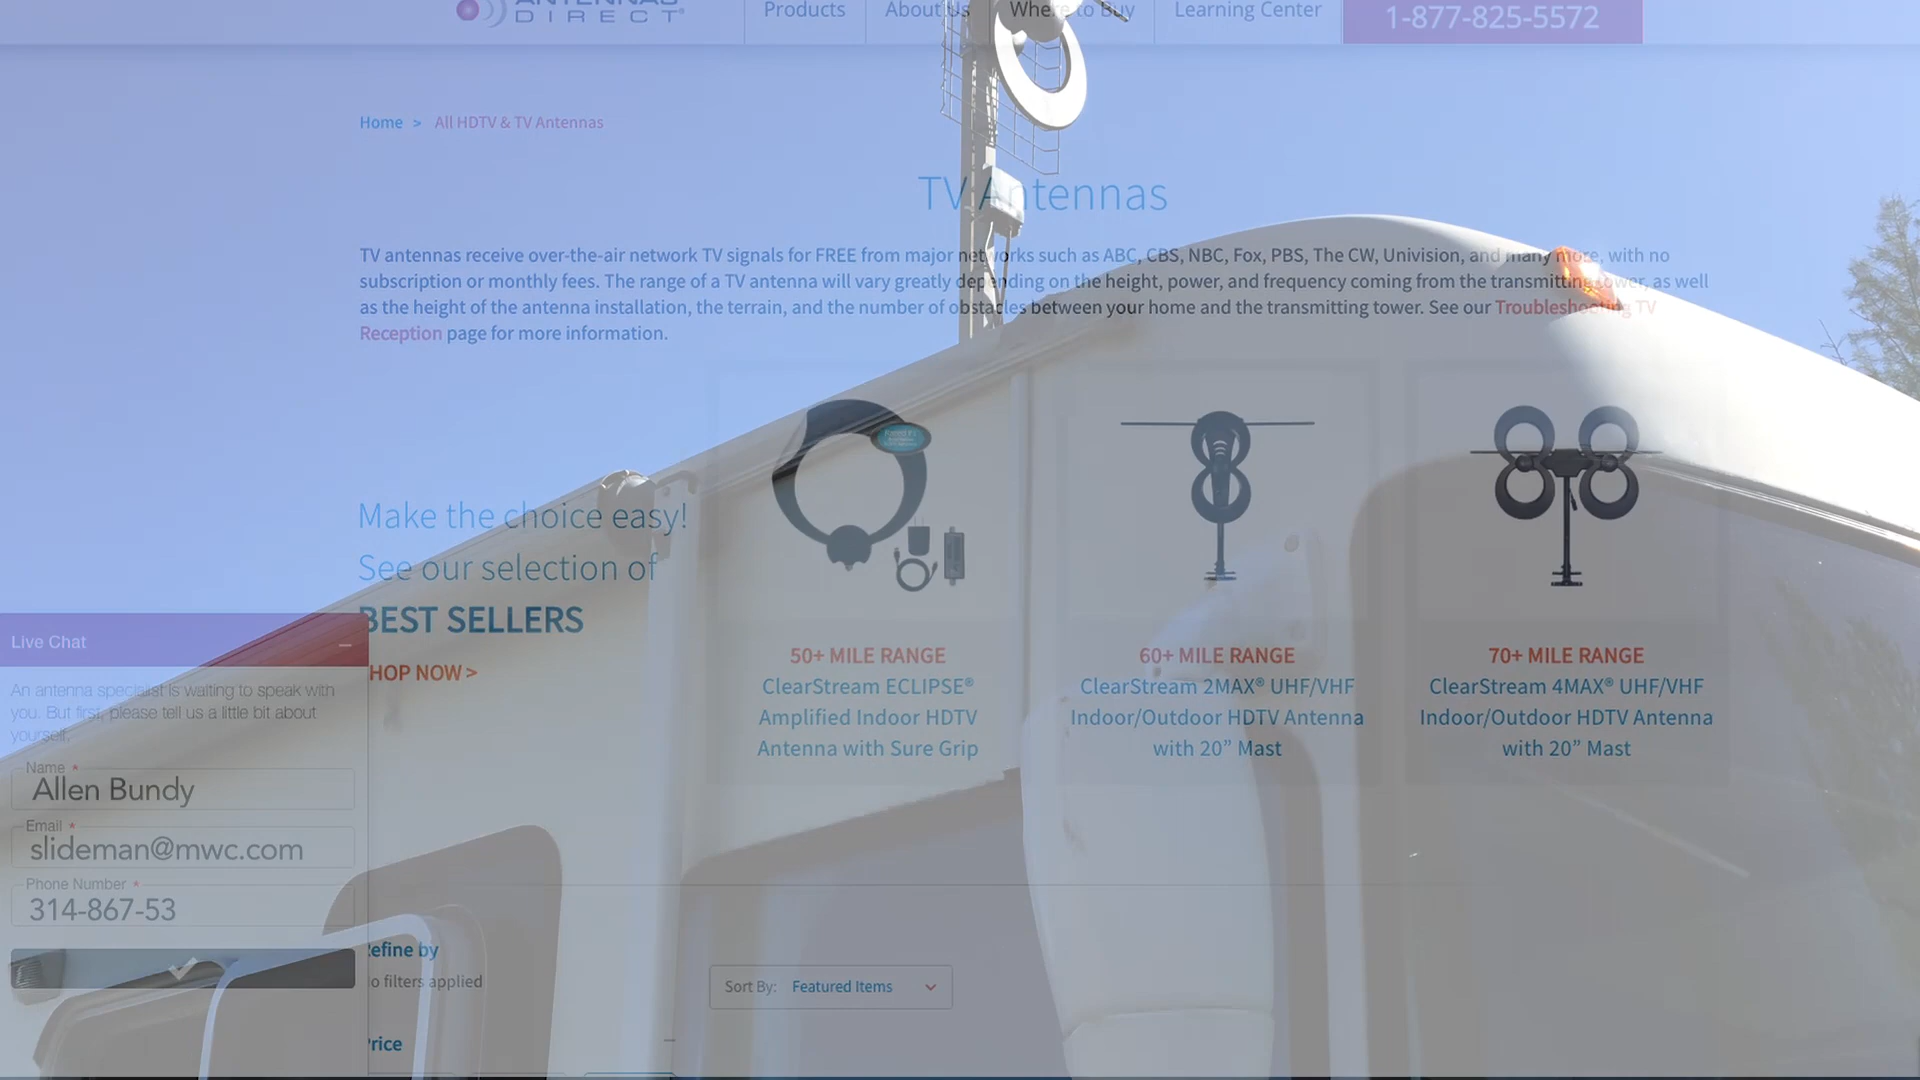 ANTENNAS
DIRECT
Products
About Us
Where to Buy
Learning Center
1-877-825-5572
Home > All HDTV & TV Antennas
TV Antennas
TV antennas receive over-the-air network TV signals for FREE from major networks such as ABC, CBS, NBC, Fox, PBS, The CW, Univision, and many more, with no
subscription or monthly fees. The range of a TV antenna will vary greatly depending on the height, power, and frequency coming from the transmitting tower, as well
as the height of the antenna installation, the terrain, and the number of obstacles between your home and the transmitting tower. See our Troubleshooting TV
Reception page for more information.
Make the choice easy!
See our selection of
BEST SELLERS
HOP NOW >
50+ MILE RANGE
ClearStream ECLIPSE®
Amplified Indoor HDTV
Antenna with Sure Grip
60+ MILE RANGE
ClearStream 2MAX® UHF/VHF
Indoor/Outdoor HDTV Antenna
with 20” Mast
70+ MILE RANGE
ClearStream 4MAX® UHF/VHF
Indoor/Outdoor HDTV Antenna
with 20” Mast
Live Chat
An antenna specialist is waiting to speak with
you. But first, please tell us a little bit about
yourself.
Name *
Allen Bundy
Email *
slideman@mwc.com
Phone Number *
314-867-53
efine by
o filters applied
Sort By: Featured Items
rice